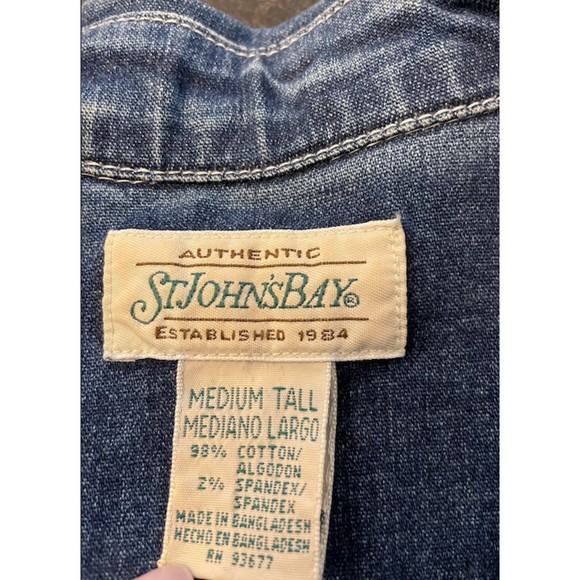 AUTHENTIC
ST.JOHN'SBAY®
ESTABLISHED 1984
MEDIUM TALL
MEDIANO LARGO
98% COTTON/
ALGODON
2% SPANDEX/
SPANDEX
MADE IN BANGLADESH
HECHO EN BANGLADESH
RN 93677